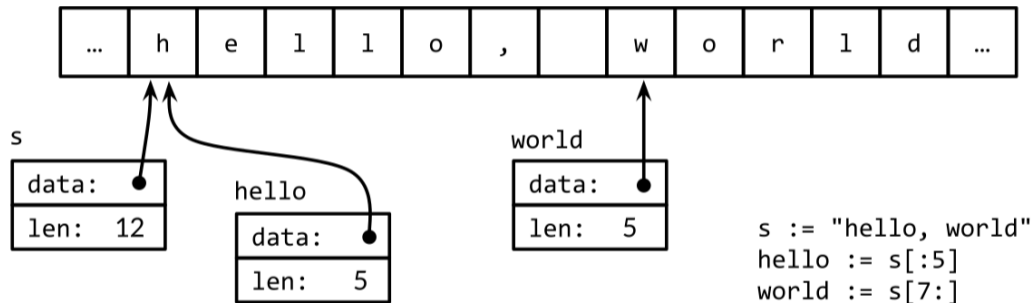 … h e l l o , w o r l d …
s
data:
len: 12
hello
data:
len: 5
world
data:
len: 5
s := "hello, world"
hello := s[:5]
world := s[7:]